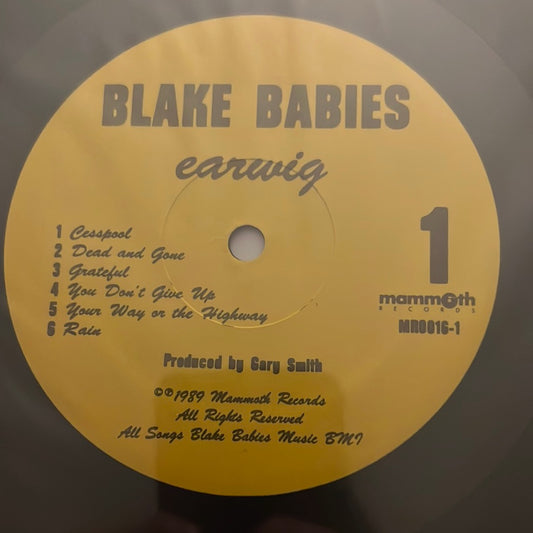 BLAKE BABIES
earwig
1 Cesspool
2 Dead and Gone
3 Grateful
4 You Don't Give Up
5 Your Way or the Highway
6 Rain
1
mammoth
RECORDS
MR0016-1
Produced by Gary Smith
©℗1989 Mammoth Records
All Rights Reserved
All Songs Blake Babies Music BMI